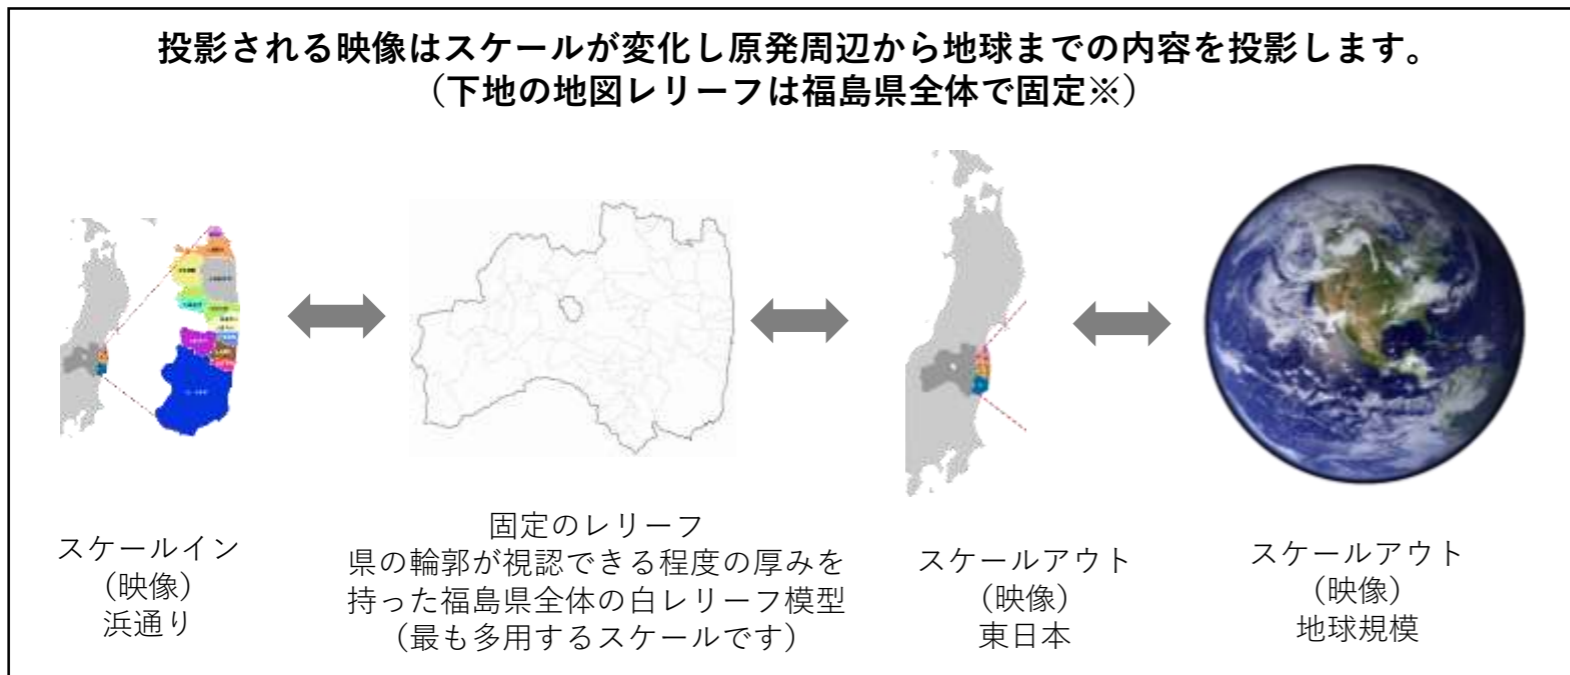 投影される映像はスケールが変化し原発周辺から地球までの内容を投影します。
（下地の地図レリーフは福島県全体で固定※）
スケールイン
（映像）
浜通り
固定のレリーフ
県の輪郭が視認できる程度の厚みを
持った福島県全体の白レリーフ模型
（最も多用するスケールです）
スケールアウト
（映像）
東日本
スケールアウト
（映像）
地球規模